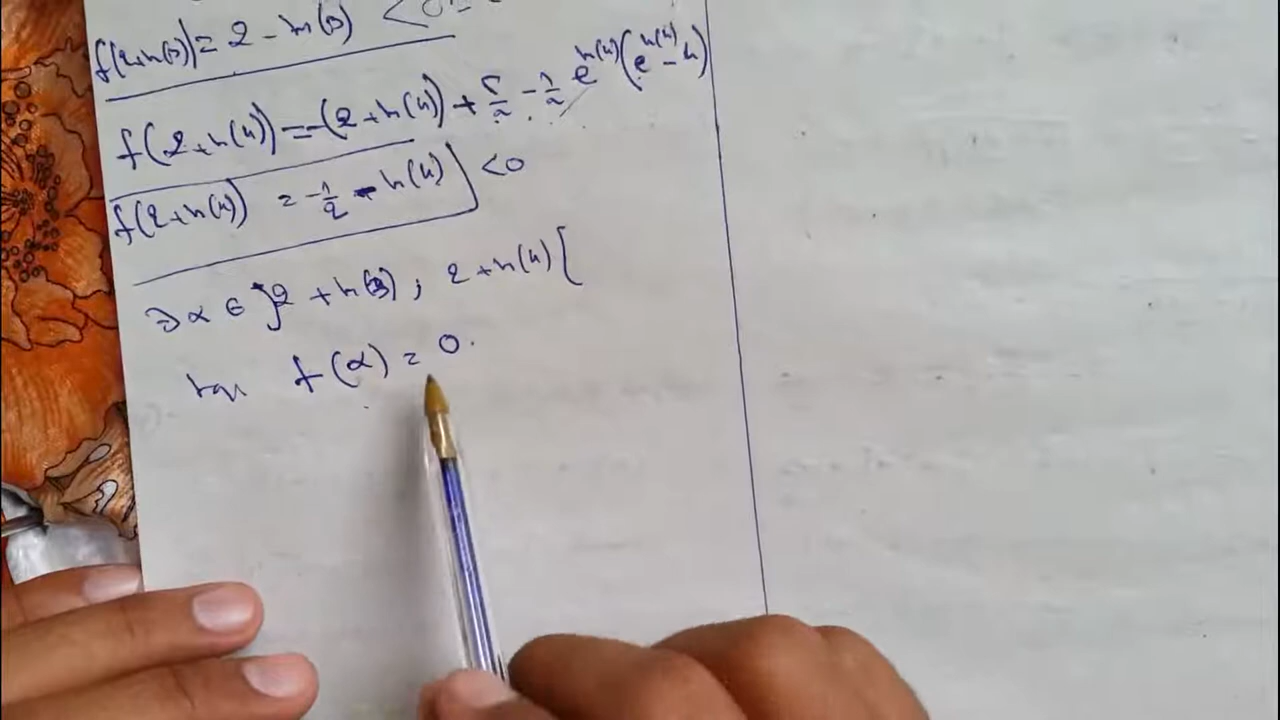 f(2+ln(3)) = 2 - ln(3) <0
f(2+ln(4)) = -(2+ln(4)) + 5/2 - 1/2 e^ln(4) (e^ln(4) - 4)
f(2+ln(4)) = -1/2 - ln(4) <0
∃ α ∈ ]2 + ln(3) ; 2 + ln(4)[
f(α) = 0.